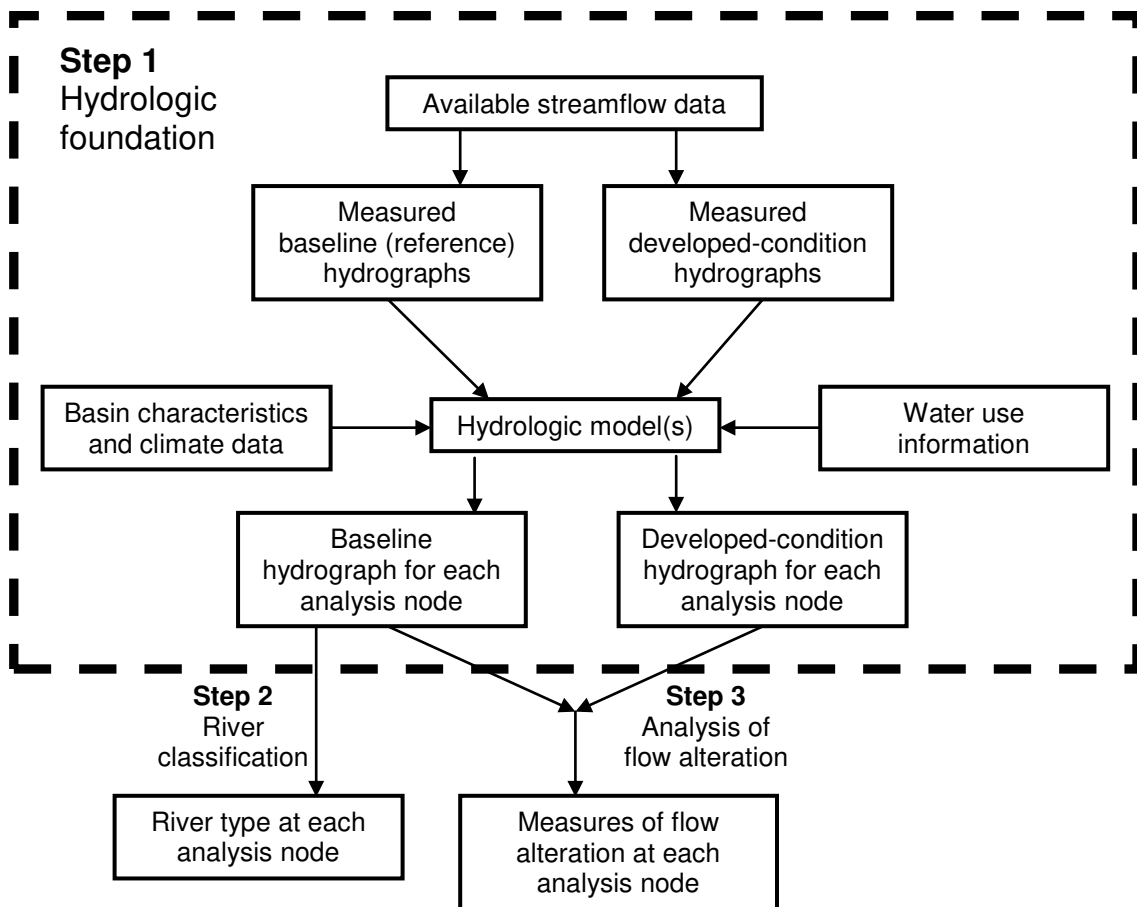 Step 1
Hydrologic
foundation
Available streamflow data
Measured
baseline (reference)
hydrographs
Measured
developed-condition
hydrographs
Basin characteristics
and climate data
Hydrologic model(s)
Water use
information
Baseline
hydrograph for each
analysis node
Developed-condition
hydrograph for each
analysis node
Step 2
River
classification
Step 3
Analysis of
flow alteration
River type at each
analysis node
Measures of flow
alteration at each
analysis node